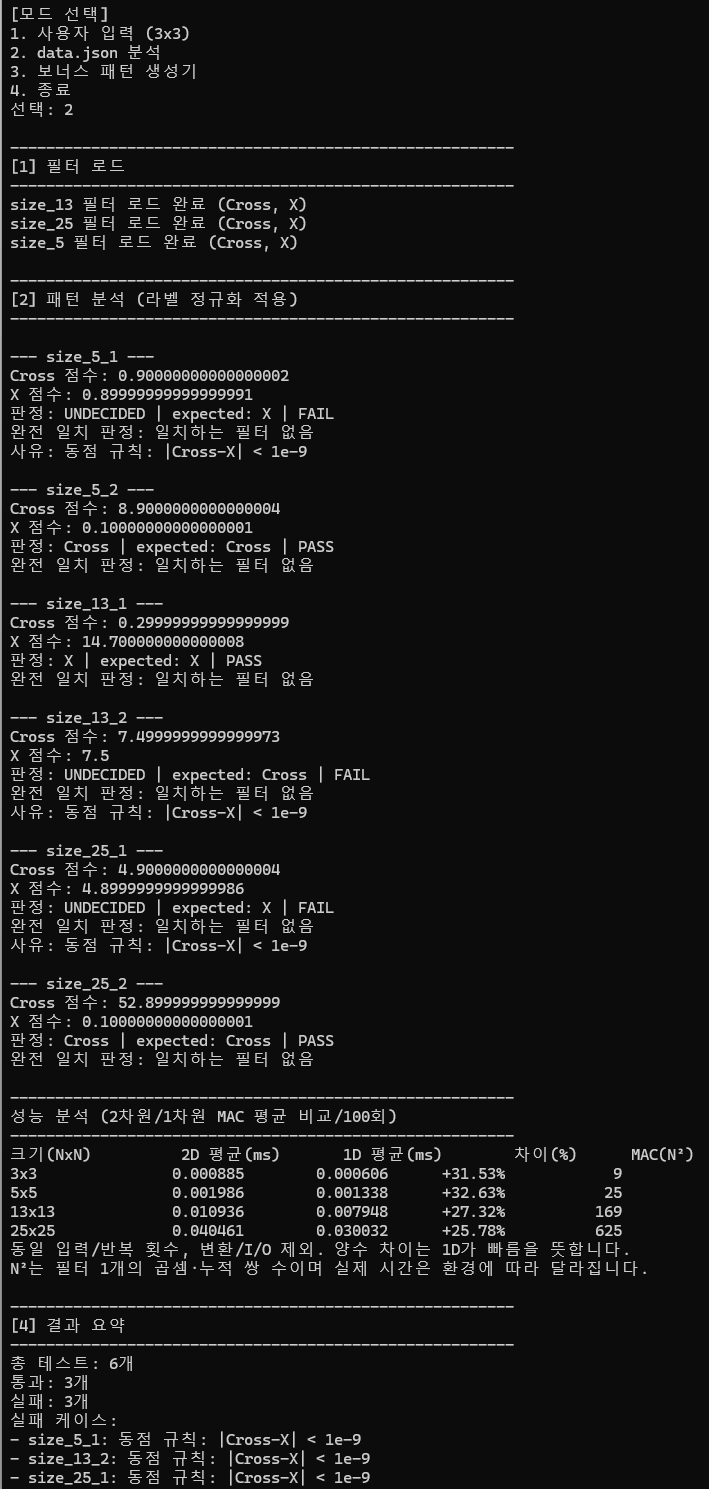 [모드 선택]
1. 사용자 입력 (3x3)
2. data.json 분석
3. 보너스 패턴 생성기
4. 종료
선택: 2
--------------------------------------------------------
[1] 필터 로드
--------------------------------------------------------
size_13 필터 로드 완료 (Cross, X)
size_25 필터 로드 완료 (Cross, X)
size_5 필터 로드 완료 (Cross, X)
--------------------------------------------------------
[2] 패턴 분석 (라벨 정규화 적용)
--------------------------------------------------------
--- size_5_1 ---
Cross 점수: 0.90000000000000002
X 점수: 0.89999999999999991
판정: UNDECIDED | expected: X | FAIL
완전 일치 판정: 일치하는 필터 없음
사유: 동점 규칙: |Cross-X| < 1e-9
--- size_5_2 ---
Cross 점수: 8.9000000000000004
X 점수: 0.10000000000000001
판정: Cross | expected: Cross | PASS
완전 일치 판정: 일치하는 필터 없음
--- size_13_1 ---
Cross 점수: 0.29999999999999999
X 점수: 14.700000000000008
판정: X | expected: X | PASS
완전 일치 판정: 일치하는 필터 없음
--- size_13_2 ---
Cross 점수: 7.4999999999999973
X 점수: 7.5
판정: UNDECIDED | expected: Cross | FAIL
완전 일치 판정: 일치하는 필터 없음
사유: 동점 규칙: |Cross-X| < 1e-9
--- size_25_1 ---
Cross 점수: 4.9000000000000004
X 점수: 4.8999999999999986
판정: UNDECIDED | expected: X | FAIL
완전 일치 판정: 일치하는 필터 없음
사유: 동점 규칙: |Cross-X| < 1e-9
--- size_25_2 ---
Cross 점수: 52.899999999999999
X 점수: 0.10000000000000001
판정: Cross | expected: Cross | PASS
완전 일치 판정: 일치하는 필터 없음
--------------------------------------------------------
성능 분석 (2차원/1차원 MAC 평균 비교/100회)
--------------------------------------------------------
크기(NxN) 2D 평균(ms) 1D 평균(ms) 차이(%) MAC(N²)
3x3 0.000885 0.000606 +31.53% 9
5x5 0.001986 0.001338 +32.63% 25
13x13 0.010936 0.007948 +27.32% 169
25x25 0.040461 0.030032 +25.78% 625
동일 입력/반복 횟수, 변환/I/O 제외. 양수 차이는 1D가 빠름을 뜻합니다.
N²는 필터 1개의 곱셈·누적 쌍 수이며 실제 시간은 환경에 따라 달라집니다.
--------------------------------------------------------
[4] 결과 요약
--------------------------------------------------------
총 테스트: 6개
통과: 3개
실패: 3개
실패 케이스:
- size_5_1: 동점 규칙: |Cross-X| < 1e-9
- size_13_2: 동점 규칙: |Cross-X| < 1e-9
- size_25_1: 동점 규칙: |Cross-X| < 1e-9